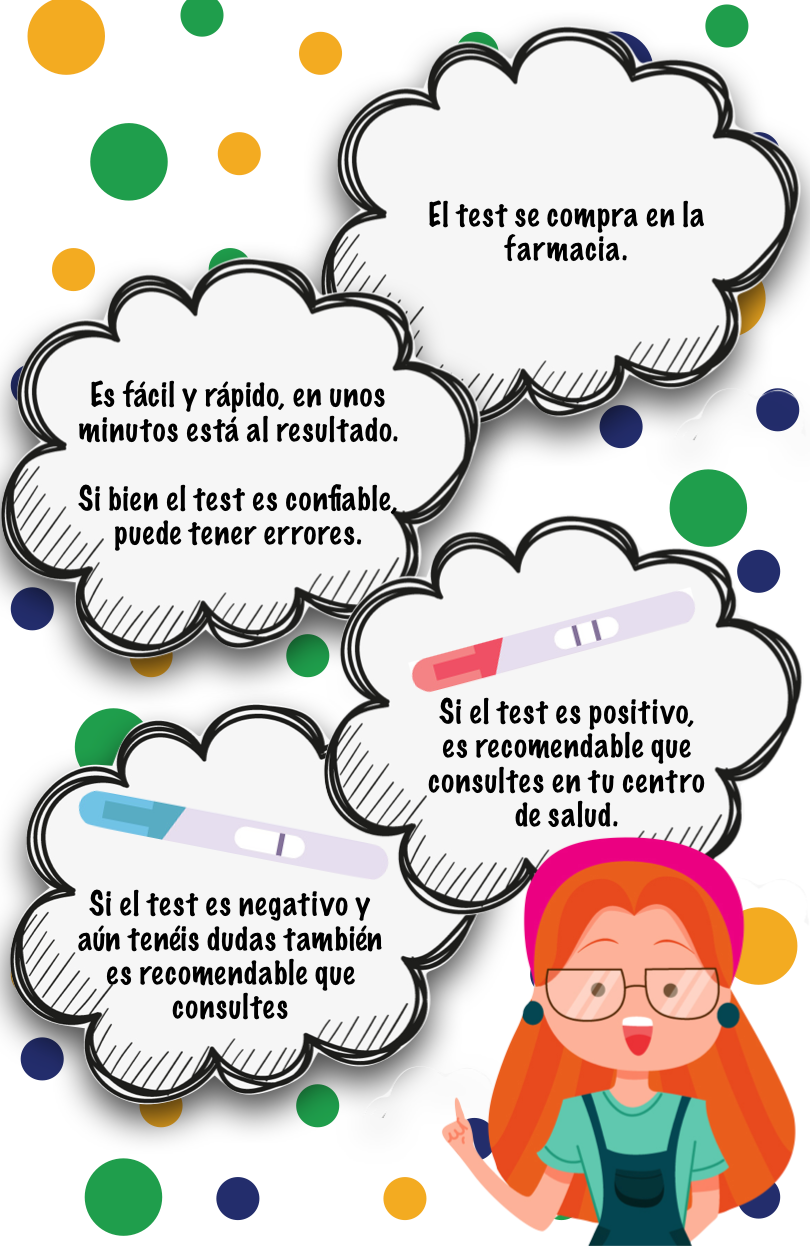 El test se compra en la
farmacia.
Es fácil y rápido, en unos
minutos está al resultado.
Si bien el test es confiable,
puede tener errores.
Si el test es positivo,
es recomendable que
consultes en tu centro
de salud.
Si el test es negativo y
aún tenéis dudas también
es recomendable que
consultes